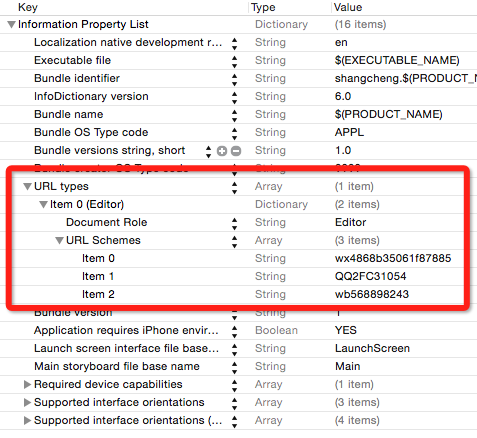 Key Type Value
Information Property List Dictionary (16 items)
Localization native development r... String en
Executable file String $(EXECUTABLE_NAME)
Bundle identifier String shangcheng.$(PRODUCT_N
InfoDictionary version String 6.0
Bundle name String $(PRODUCT_NAME)
Bundle OS Type code String APPL
Bundle versions string, short String 1.0
Bundle creator OS Type code String
URL types Array (1 item)
Item 0 (Editor) Dictionary (2 items)
Document Role String Editor
URL Schemes Array (3 items)
Item 0 String wx4868b35061f87885
Item 1 String QQ2FC31054
Item 2 String wb568898243
Bundle version String 1
Application requires iPhone envir... Boolean YES
Launch screen interface file base... String LaunchScreen
Main storyboard file base name String Main
Required device capabilities Array (1 item)
Supported interface orientations Array (3 items)
Supported interface orientations (... Array (4 items)